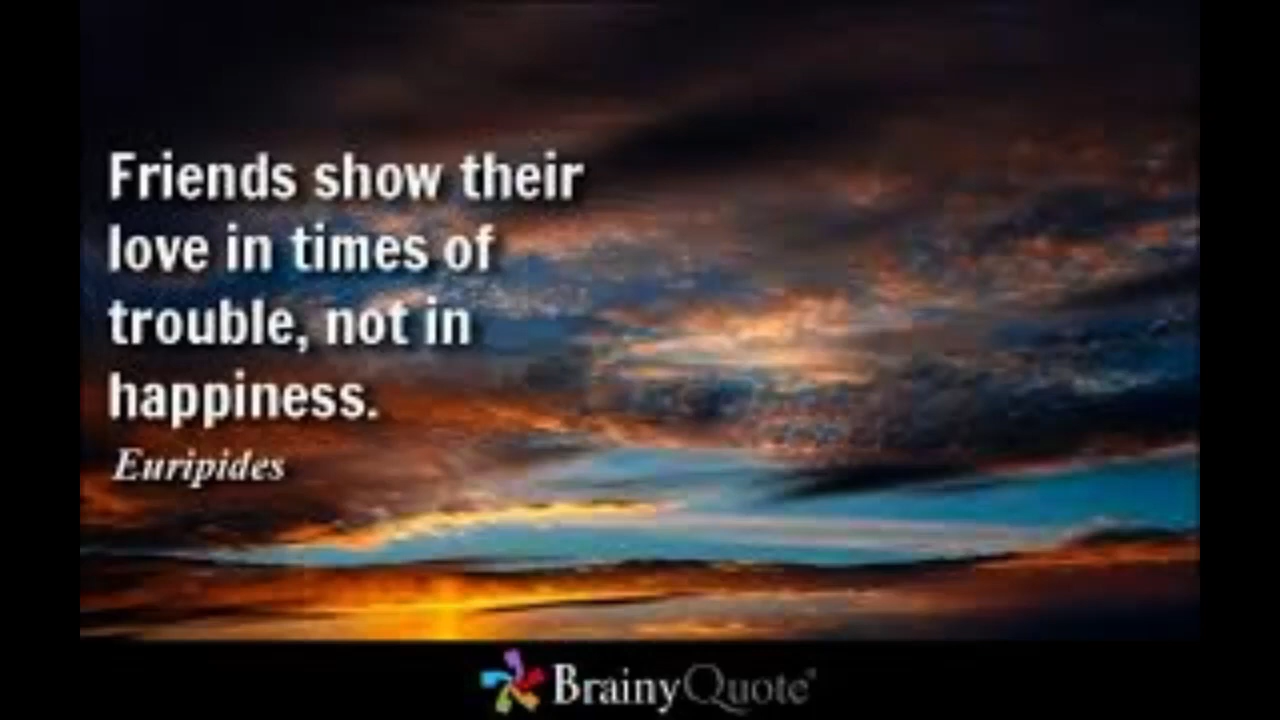 Friends show their
love in times of
trouble, not in
happiness.
Euripides
BrainyQuote®